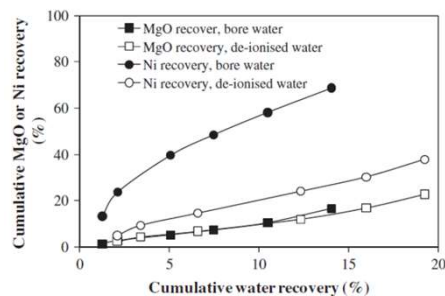 100
80
60
40
20
0
MgO recover, bore water
MgO recovery, de-ionised water
Ni recovery, bore water
Ni recovery, de-ionised water
Cumulative MgO or Ni recovery
(%)
0 5 10 15 20
Cumulative water recovery (%)